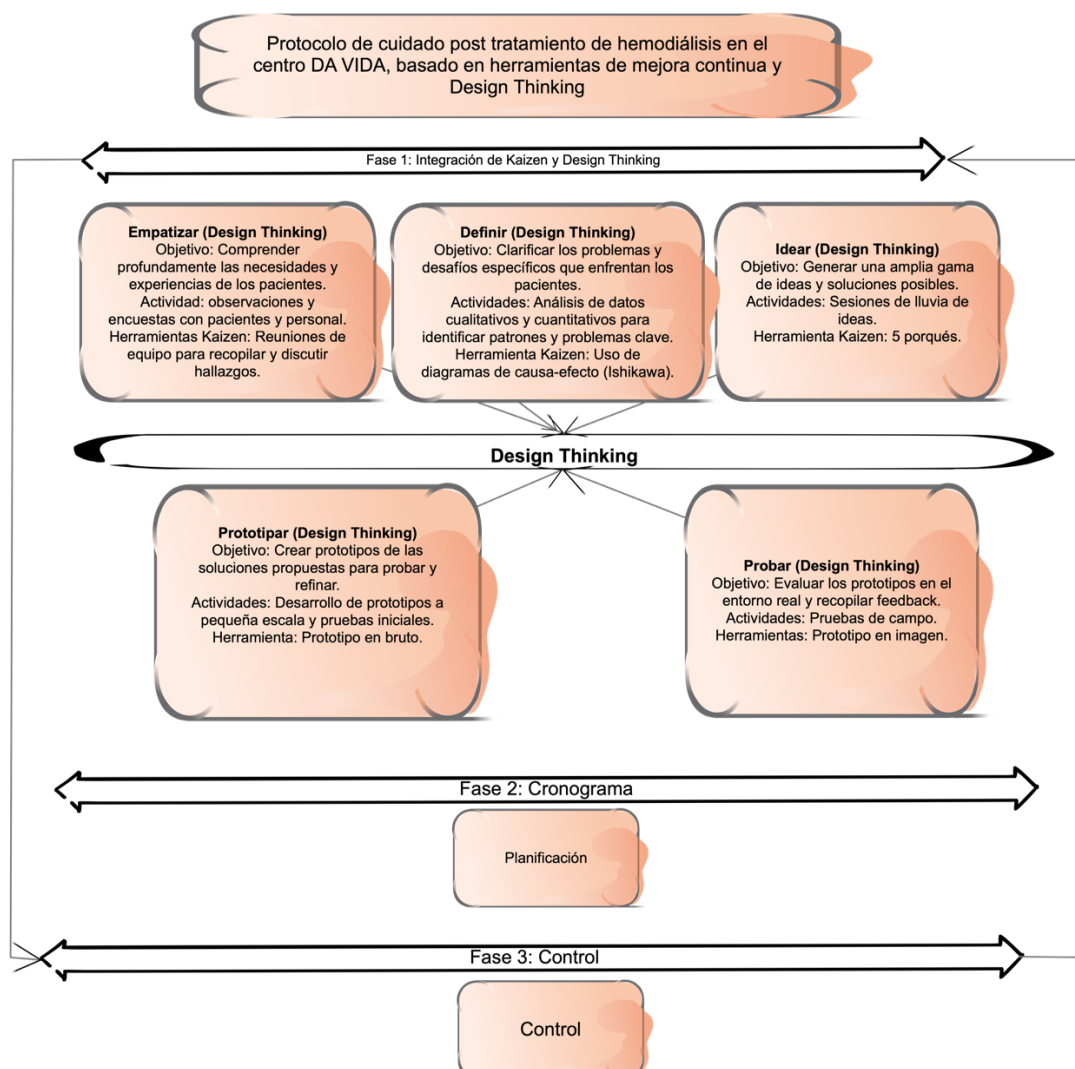 Protocolo de cuidado post tratamiento de hemodiálisis en el
centro DA VIDA, basado en herramientas de mejora continua y
Design Thinking
Fase 1: Integración de Kaizen y Design Thinking
Empatizar (Design Thinking)
Objetivo: Comprender
profundamente las necesidades y
experiencias de los pacientes.
Actividad: observaciones y
encuestas con pacientes y personal.
Herramientas Kaizen: Reuniones de
equipo para recopilar y discutir
hallazgos.
Definir (Design Thinking)
Objetivo: Clarificar los problemas y
desafíos específicos que enfrentan los
pacientes.
Actividades: Análisis de datos
cualitativos y cuantitativos para
identificar patrones y problemas clave.
Herramienta Kaizen: Uso de
diagramas de causa-efecto (Ishikawa).
Idear (Design Thinking)
Objetivo: Generar una amplia gama
de ideas y soluciones posibles.
Actividades: Sesiones de lluvia de
ideas.
Herramienta Kaizen: 5 porqués.
Design Thinking
Prototipar (Design Thinking)
Objetivo: Crear prototipos de las
soluciones propuestas para probar y
refinar.
Actividades: Desarrollo de prototipos a
pequeña escala y pruebas iniciales.
Herramienta: Prototipo en bruto.
Probar (Design Thinking)
Objetivo: Evaluar los prototipos en el
entorno real y recopilar feedback.
Actividades: Pruebas de campo.
Herramientas: Prototipo en imagen.
Fase 2: Cronograma
Planificación
Fase 3: Control
Control